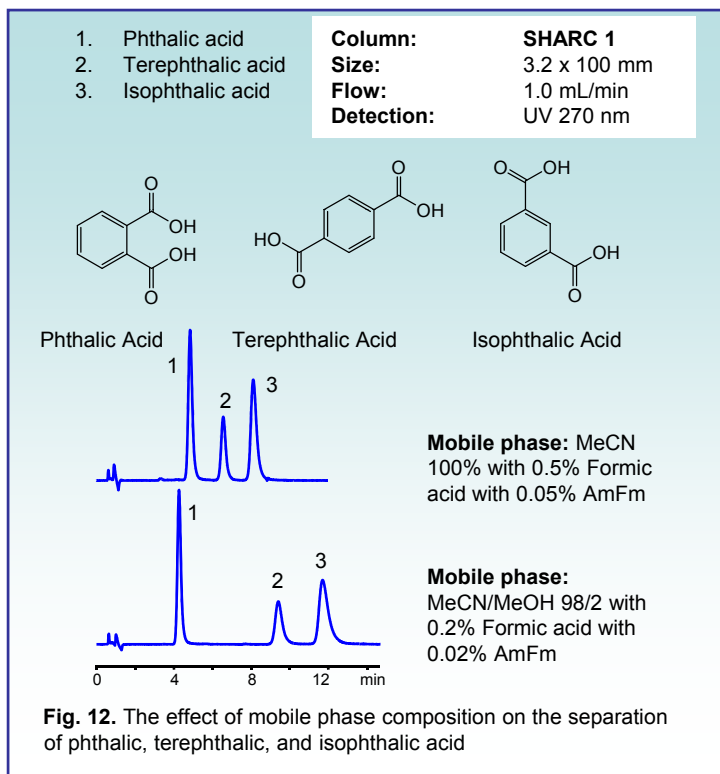 1. Phthalic acid
2. Terephthalic acid
3. Isophthalic acid
Column: SHARC 1
Size: 3.2 x 100 mm
Flow: 1.0 mL/min
Detection: UV 270 nm
O
OH
OH
O
O
OH
HO
O
O
OH
OH
O
Phthalic Acid
Terephthalic Acid
Isophthalic Acid
1
2
3
Mobile phase: MeCN
100% with 0.5% Formic
acid with 0.05% AmFm
1
2
3
Mobile phase:
MeCN/MeOH 98/2 with
0.2% Formic acid with
0.02% AmFm
0 4 8 12 min
Fig. 12. The effect of mobile phase composition on the separation
of phthalic, terephthalic, and isophthalic acid